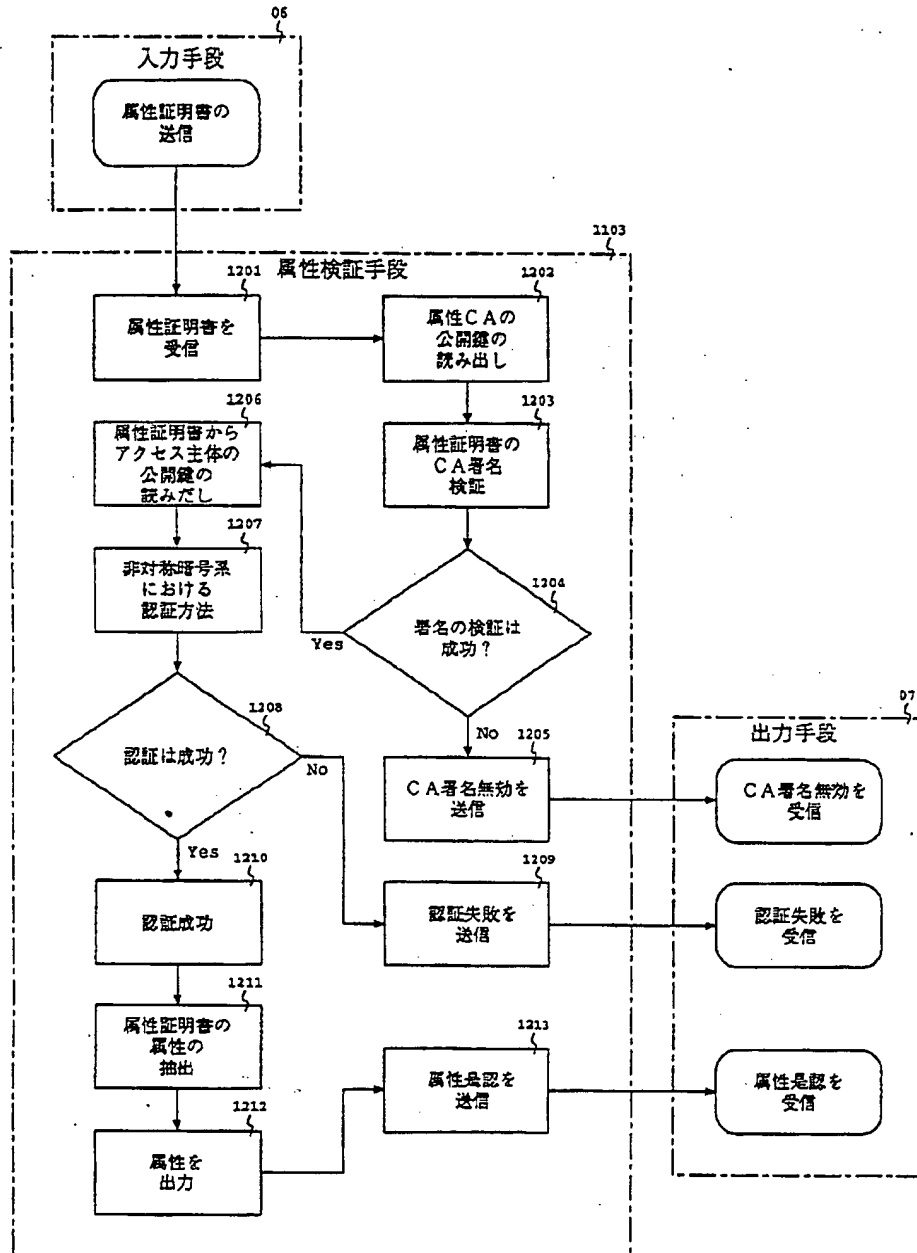 06
入力手段
属性証明書の
送信
1103
属性検証手段
1201
属性証明書を
受信
1202
属性CAの
公開鍵の
読み出し
1206
属性証明書から
アクセス主体の
公開鍵の
読みだし
1203
属性証明書の
CA署名
検証
1207
非対称暗号系
における
認証方法
1204
署名の検証は
成功?
Yes
No
1208
認証は成功?
No
Yes
1205
CA署名無効を
送信
07
出力手段
CA署名無効を
受信
1210
認証成功
1209
認証失敗を
送信
認証失敗を
受信
1211
属性証明書の
属性の
抽出
1213
属性是認を
送信
属性是認を
受信
1212
属性を
出力